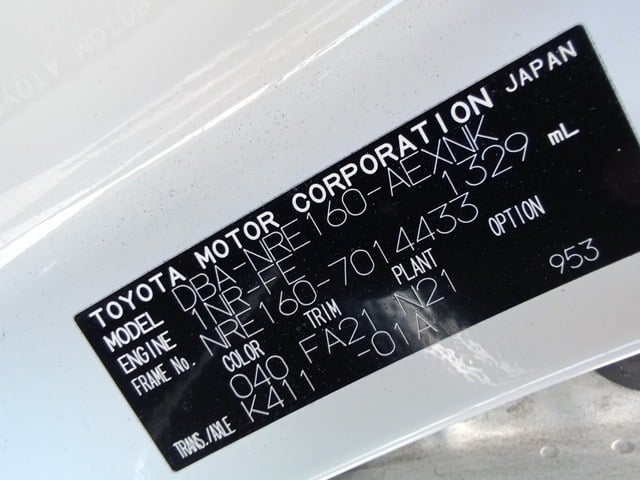 TOYOTA MOTOR CORPORATION JAPAN
MODEL DBA-NRE160-AEXNK
ENGINE 1NR-FE 1329 mL
FRAME No. NRE160-7014433
COLOR TRIM PLANT OPTION
040 FA21 N21 953
TRANS./AXLE K411 -01A